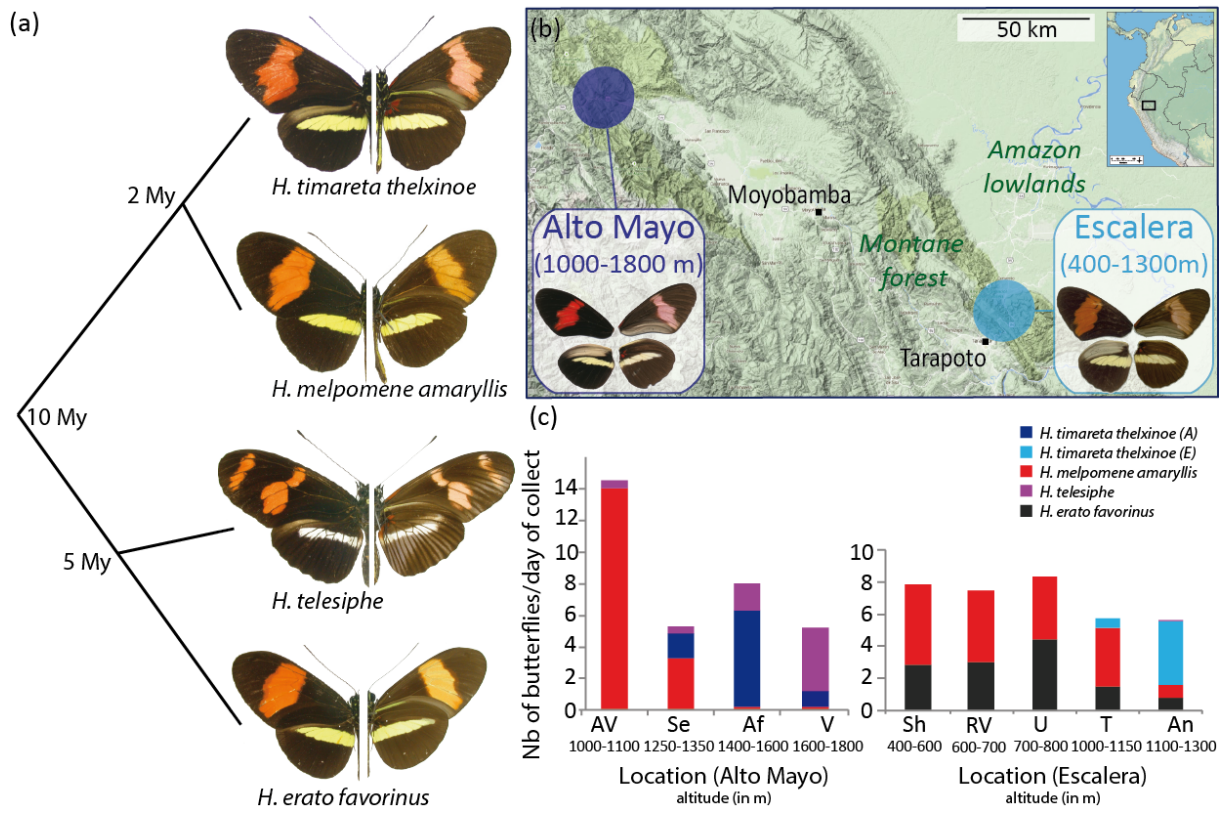 (a)
2 My
10 My
5 My
H. timareta thelxinoe
H. melpomene amaryllis
H. telesiphe
H. erato favorinus
(b)
50 km
Amazon
lowlands
Moyobamba
Montane
forest
Tarapoto
Alto Mayo
(1000-1800 m)
Escalera
(400-1300m)
(c)
H. timareta thelxinoe (A)
H. timareta thelxinoe (E)
H. melpomene amaryllis
H. telesiphe
H. erato favorinus
Nb of butterflies/day of collect
14
12
10
8
6
4
2
0
AV Se Af V
1000-1100 1250-1350 1400-1600 1600-1800
Location (Alto Mayo)
altitude (in m)
10
8
6
4
2
0
Sh RV U T An
400-600 600-700 700-800 1000-1150 1100-1300
Location (Escalera)
altitude (in m)